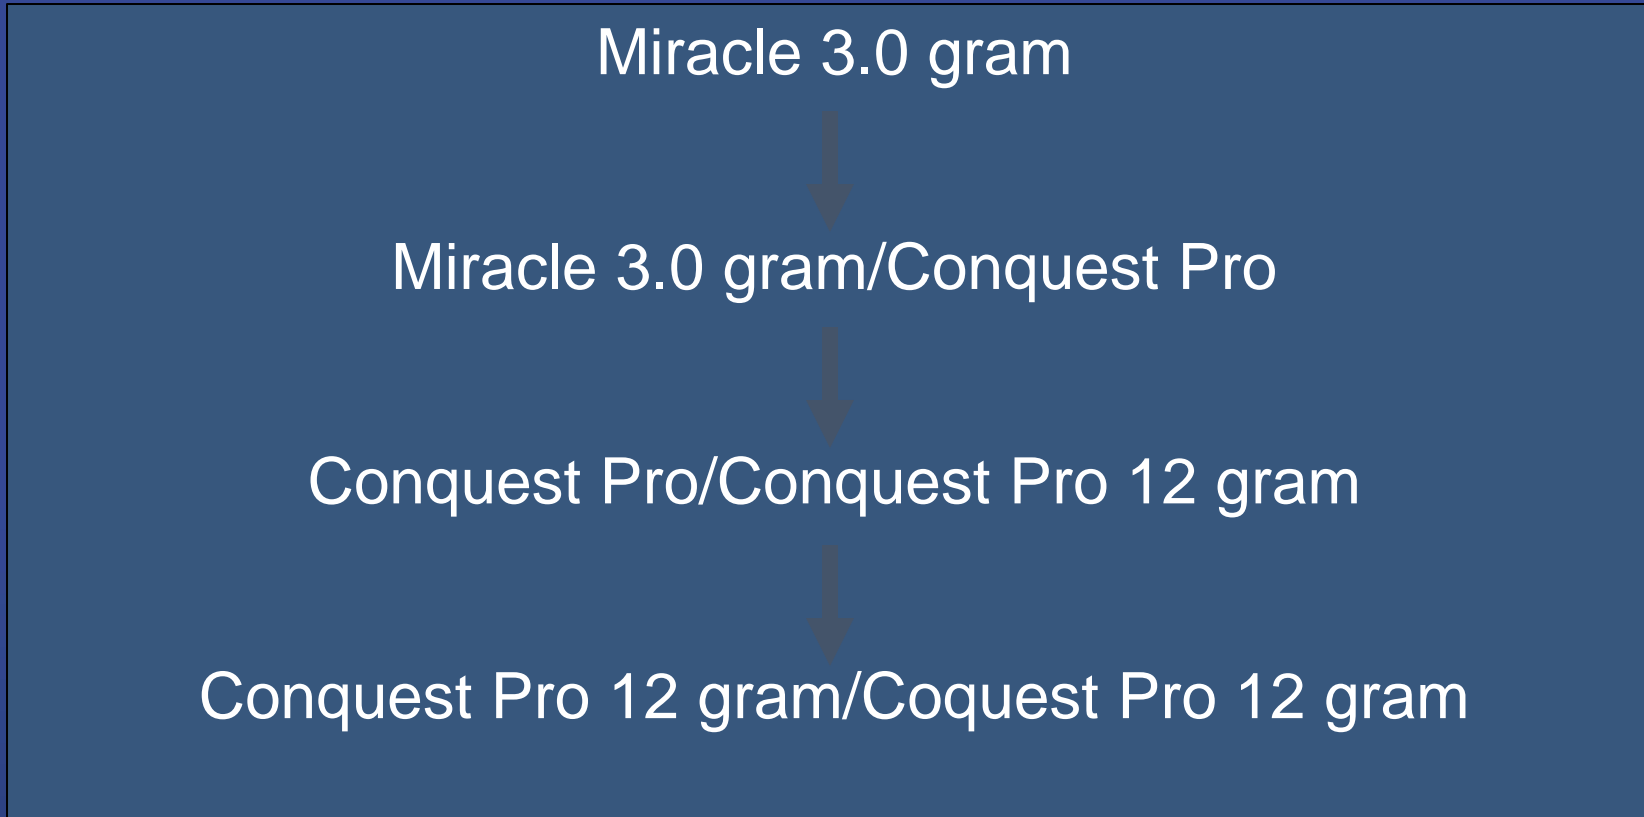 Miracle 3.0 gram
Miracle 3.0 gram/Conquest Pro
Conquest Pro/Conquest Pro 12 gram
Conquest Pro 12 gram/Coquest Pro 12 gram